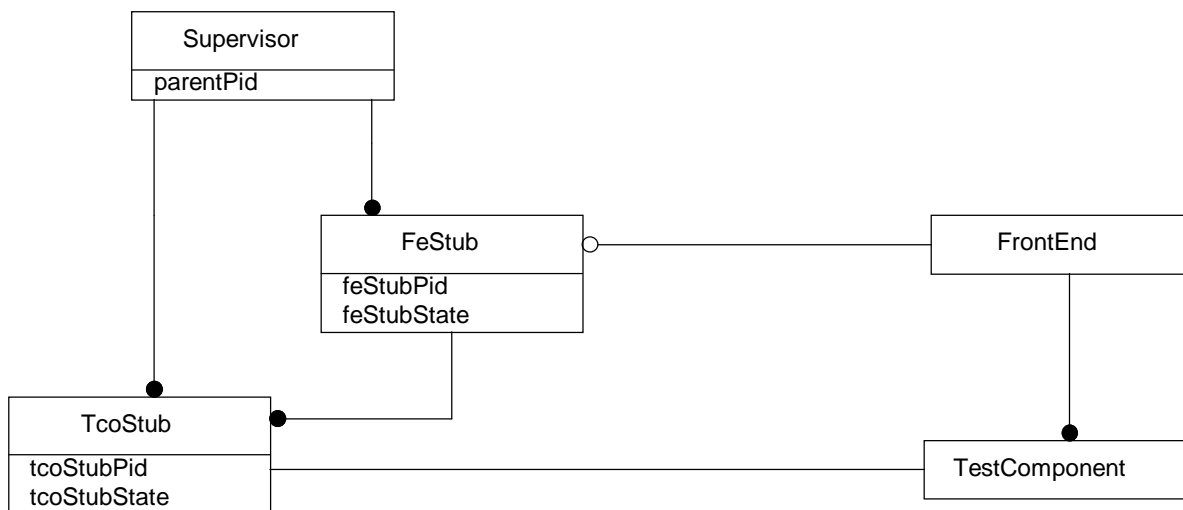 Supervisor
parentPid
FeStub
feStubPid
feStubState
FrontEnd
TcoStub
tcoStubPid
tcoStubState
TestComponent